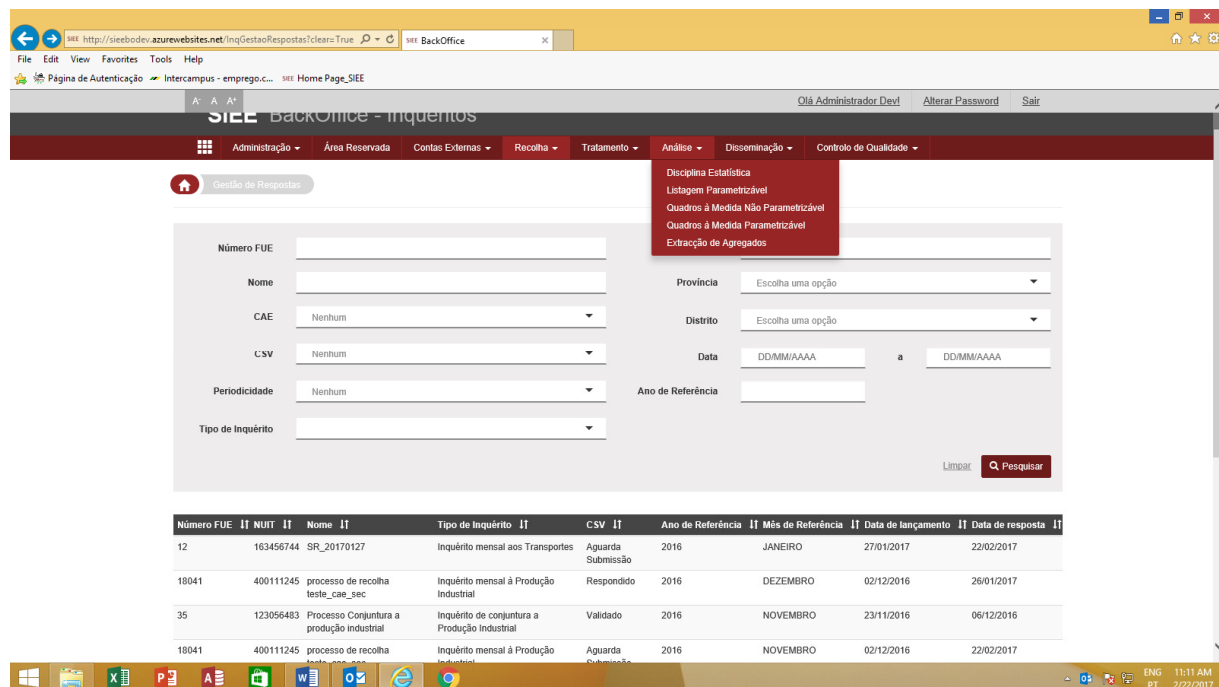 SIEE http://sieebodev.azurewebsites.net/InqGestaoRespostas?clear=True
SIEE BackOffice
File Edit View Favorites Tools Help
Página de Autenticação Intercampus - emprego.c... SIEE Home Page_SIEE
A- A A+ Olá Administrador Dev! Alterar Password Sair
SIEE BackOffice - Inquéritos
Administração Área Reservada Contas Externas Recolha Tratamento Análise Disseminação Controlo de Qualidade
Disciplina Estatística
Listagem Parametrizável
Quadros à Medida Não Parametrizável
Quadros à Medida Parametrizável
Extracção de Agregados
Gestão de Respostas
Número FUE
Nome Província Escolha uma opção
CAE Nenhum Distrito Escolha uma opção
CSV Nenhum Data DD/MM/AAAA a DD/MM/AAAA
Periodicidade Nenhum Ano de Referência
Tipo de Inquérito
Limpar Pesquisar
Número FUE NUIT Nome Tipo de Inquérito CSV Ano de Referência Mês de Referência Data de lançamento Data de resposta
12 163456744 SR_20170127 Inquérito mensal aos Transportes Aguarda 2016 JANEIRO 27/01/2017 22/02/2017
Submissão
18041 400111245 processo de recolha Inquérito mensal à Produção Respondido 2016 DEZEMBRO 02/12/2016 26/01/2017
teste_cae_sec Industrial
35 123056483 Processo Conjuntura a Inquérito de conjuntura a Validado 2016 NOVEMBRO 23/11/2016 06/12/2016
produção industrial Produção Industrial
18041 400111245 processo de recolha Inquérito mensal à Produção Aguarda 2016 NOVEMBRO 02/12/2016 22/02/2017
teste_cae_sec Industrial Submissão
ENG 11:11 AM
PT 2/22/2017